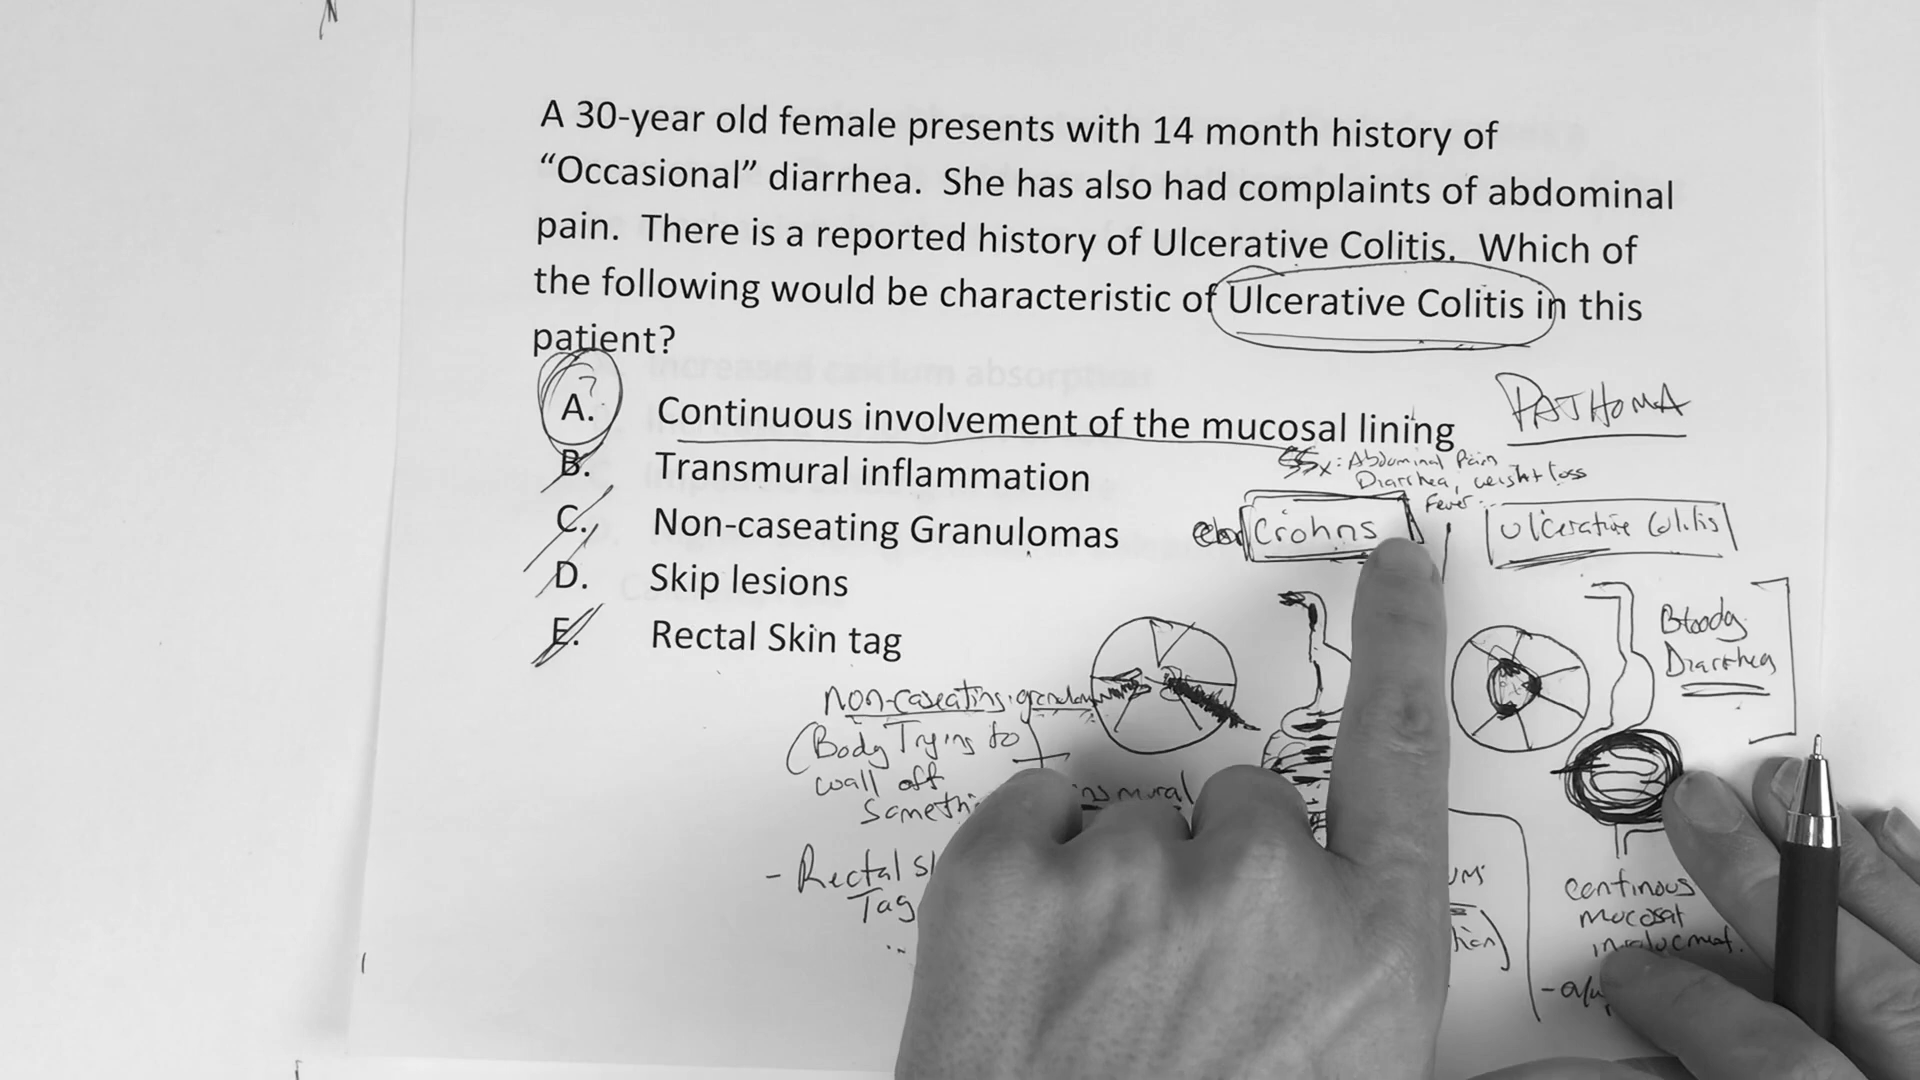 A 30-year old female presents with 14 month history of
“Occasional” diarrhea. She has also had complaints of abdominal
pain. There is a reported history of Ulcerative Colitis. Which of
the following would be characteristic of Ulcerative Colitis in this
patient?
A. Continuous involvement of the mucosal lining
B. Transmural inflammation
C. Non-caseating Granulomas
D. Skip lesions
E. Rectal Skin tag
PATHOMA
Sx: Abdominal Pain
Diarrhea, weight loss
Fever
Crohns
Ulcerative Colitis
Bloody
Diarrhea
Non-caseating
(Body Trying to
wall off
- Rectal
Tag
continous
mucosal
involucment.